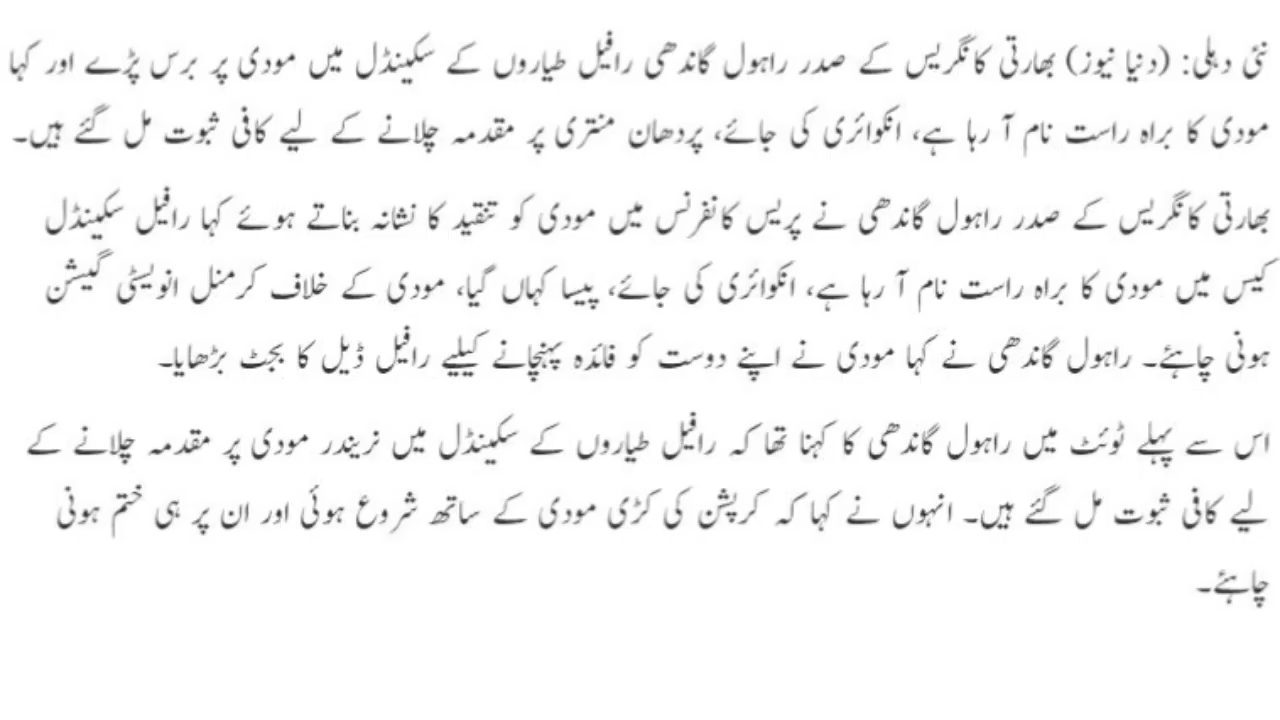 نئی دہلی: (دنیا نیوز) بھارتی کانگریس کے صدر راہول گاندھی رافیل طیاروں کے سکینڈل میں مودی پر برس پڑے اور کہا
مودی کا براہ راست نام آ رہا ہے، انکوائری کی جائے، پردھان منتری پر مقدمہ چلانے کے لیے کافی ثبوت مل گئے ہیں۔
بھارتی کانگریس کے صدر راہول گاندھی نے پریس کانفرنس میں مودی کو تنقید کا نشانہ بناتے ہوئے کہا رافیل سکینڈل
کیس میں مودی کا براہ راست نام آ رہا ہے، انکوائری کی جائے، پیسا کہاں گیا، مودی کے خلاف کرمنل انویسٹی گیشن
ہونی چاہئے۔ راہول گاندھی نے کہا مودی نے اپنے دوست کو فائدہ پہنچانے کیلیے رافیل ڈیل کا بجٹ بڑھایا۔
اس سے پہلے ٹوئٹ میں راہول گاندھی کا کہنا تھا کہ رافیل طیاروں کے سکینڈل میں نریندر مودی پر مقدمہ چلانے کے
لیے کافی ثبوت مل گئے ہیں۔ انہوں نے کہا کہ کرپشن کی کڑی مودی کے ساتھ شروع ہوئی اور ان پر ہی ختم ہونی
چاہئے۔